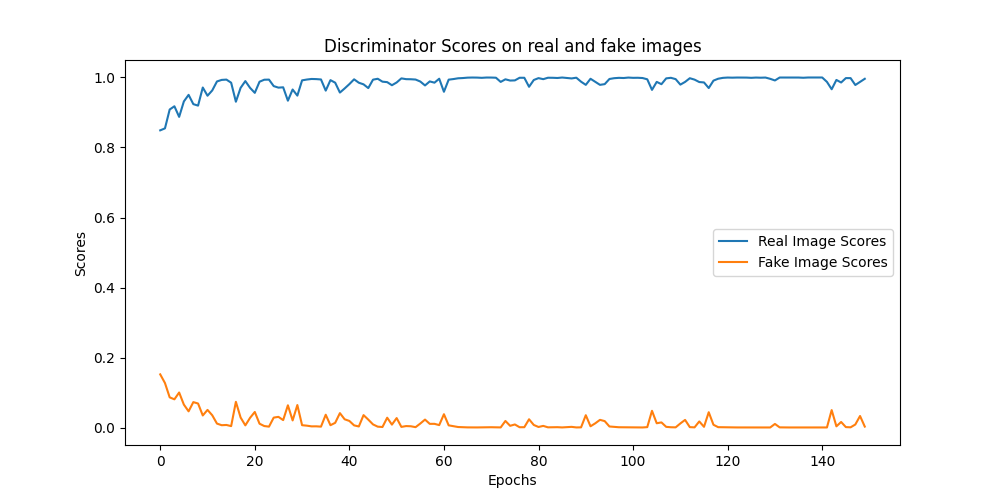 Discriminator Scores on real and fake images
Scores
1.0
0.8
0.6
0.4
0.2
0.0
Real Image Scores
Fake Image Scores
0 20 40 60 80 100 120 140
Epochs